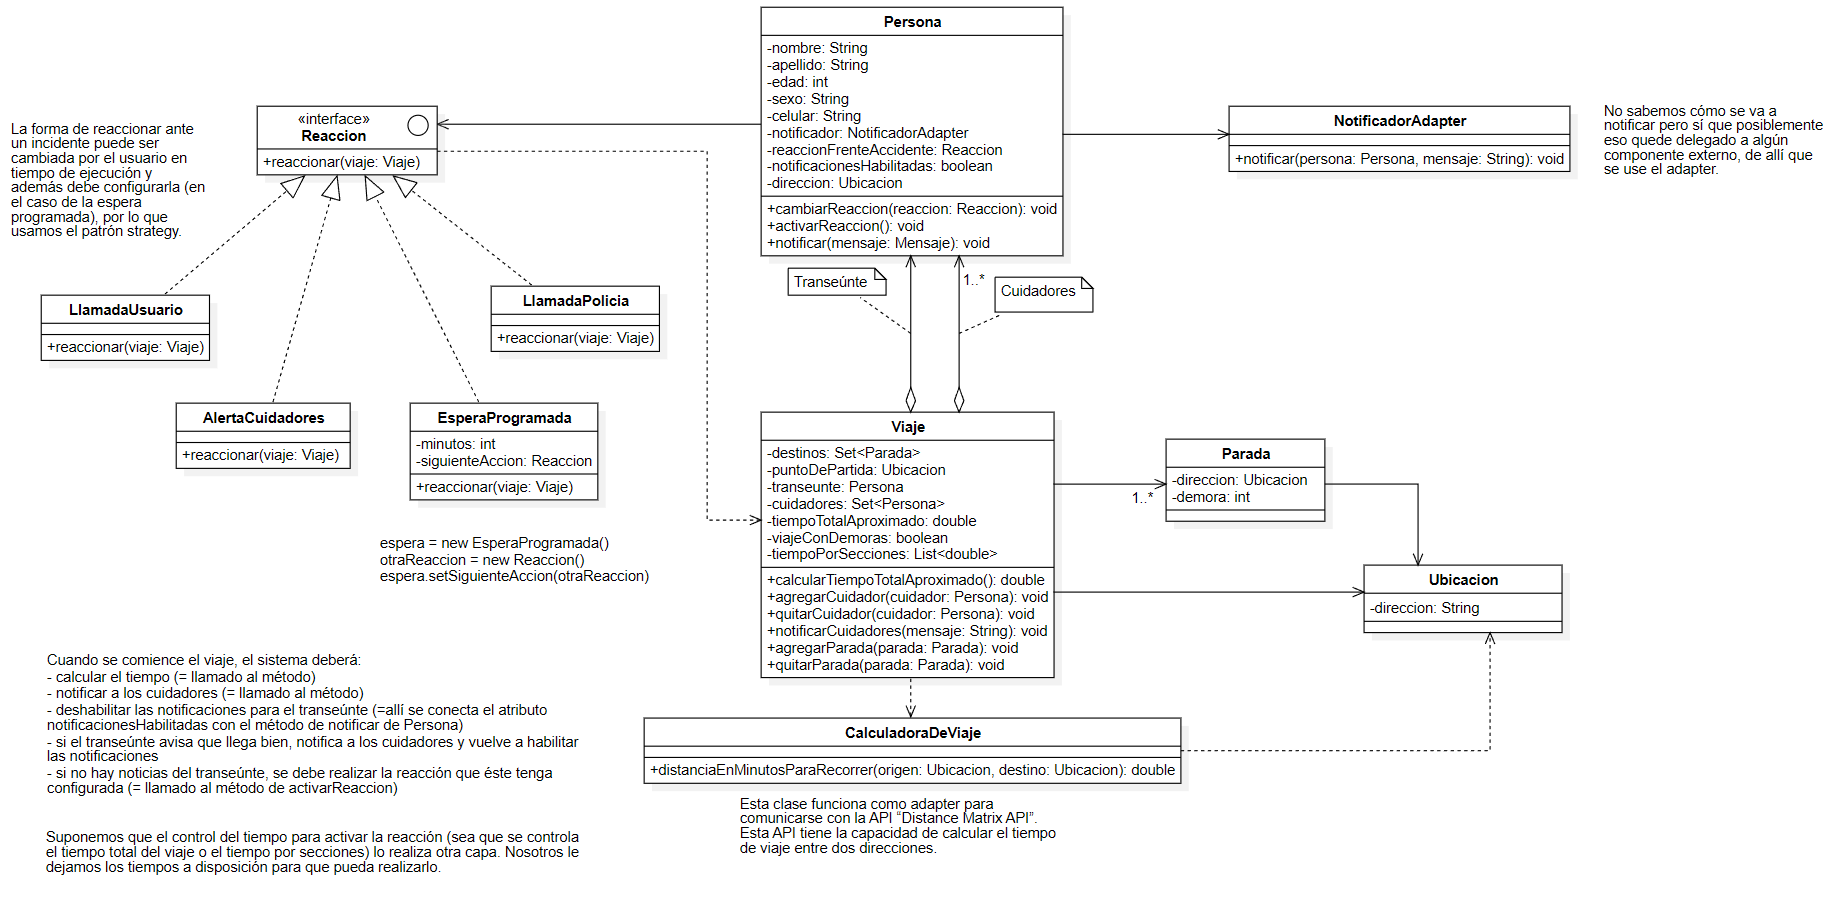 Persona
-nombre: String
-apellido: String
-edad: int
-sexo: String
-celular: String
-notificador: NotificadorAdapter
-reaccionFrenteAccidente: Reaccion
-notificacionesHabilitadas: boolean
-direccion: Ubicacion
+cambiarReaccion(reaccion: Reaccion): void
+activarReaccion(): void
+notificar(mensaje: Mensaje): void
«interface»
Reaccion
+reaccionar(viaje: Viaje)
La forma de reaccionar ante
un incidente puede ser
cambiada por el usuario en
tiempo de ejecución y
además debe configurarla (en
el caso de la espera
programada), por lo que
usamos el patrón strategy.
NotificadorAdapter
+notificar(persona: Persona, mensaje: String): void
No sabemos cómo se va a
notificar pero sí que posiblemente
eso quede delegado a algún
componente externo, de allí que
se use el adapter.
Transeúnte
1..*
Cuidadores
LlamadaUsuario
+reaccionar(viaje: Viaje)
LlamadaPolicia
+reaccionar(viaje: Viaje)
AlertaCuidadores
+reaccionar(viaje: Viaje)
EsperaProgramada
-minutos: int
-siguienteAccion: Reaccion
+reaccionar(viaje: Viaje)
espera = new EsperaProgramada()
otraReaccion = new Reaccion()
espera.setSiguienteAccion(otraReaccion)
Viaje
-destinos: Set<Parada>
-puntoDePartida: Ubicacion
-transeunte: Persona
-cuidadores: Set<Persona>
-tiempoTotalAproximado: double
-viajeConDemoras: boolean
-tiempoPorSecciones: List<double>
+calcularTiempoTotalAproximado(): double
+agregarCuidador(cuidador: Persona): void
+quitarCuidador(cuidador: Persona): void
+notificarCuidadores(mensaje: String): void
+agregarParada(parada: Parada): void
+quitarParada(parada: Parada): void
1..*
Parada
-direccion: Ubicacion
-demora: int
Ubicacion
-direccion: String
CalculadoraDeViaje
+distanciaEnMinutosParaRecorrer(origen: Ubicacion, destino: Ubicacion): double
Esta clase funciona como adapter para
comunicarse con la API “Distance Matrix API”.
Esta API tiene la capacidad de calcular el tiempo
de viaje entre dos direcciones.
Cuando se comience el viaje, el sistema deberá:
- calcular el tiempo (= llamado al método)
- notificar a los cuidadores (= llamado al método)
- deshabilitar las notificaciones para el transeúnte (=allí se conecta el atributo
notificacionesHabilitadas con el método de notificar de Persona)
- si el transeúnte avisa que llega bien, notifica a los cuidadores y vuelve a habilitar
las notificaciones
- si no hay noticias del transeúnte, se debe realizar la reacción que éste tenga
configurada (= llamado al método de activarReaccion)
Suponemos que el control del tiempo para activar la reacción (sea que se controla
el tiempo total del viaje o el tiempo por secciones) lo realiza otra capa. Nosotros le
dejamos los tiempos a disposición para que pueda realizarlo.